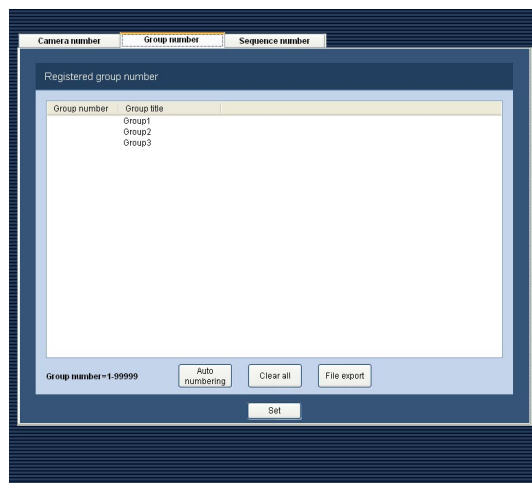 Camera number Group number Sequence number
Registered group number
Group number Group title
Group1
Group2
Group3
Group number=1-99999
Auto
numbering
Clear all
File export
Set